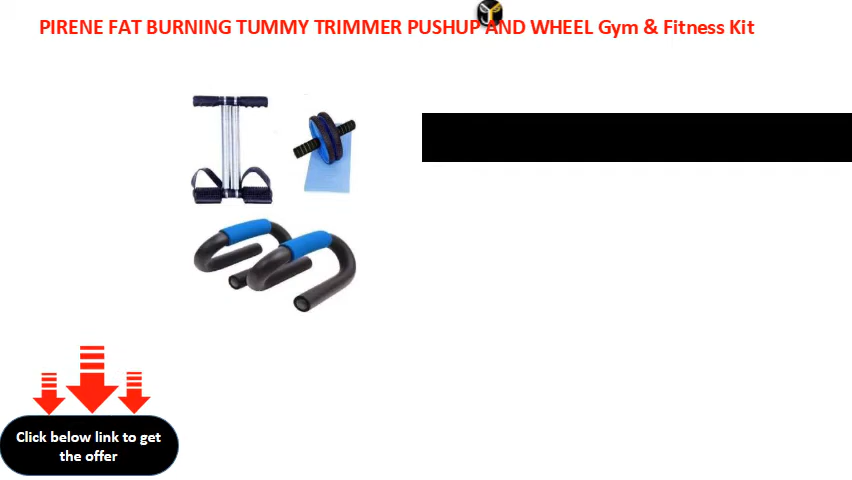 PIRENE FAT BURNING TUMMY TRIMMER PUSHUP AND WHEEL Gym & Fitness Kit
Click below link to get
the offer